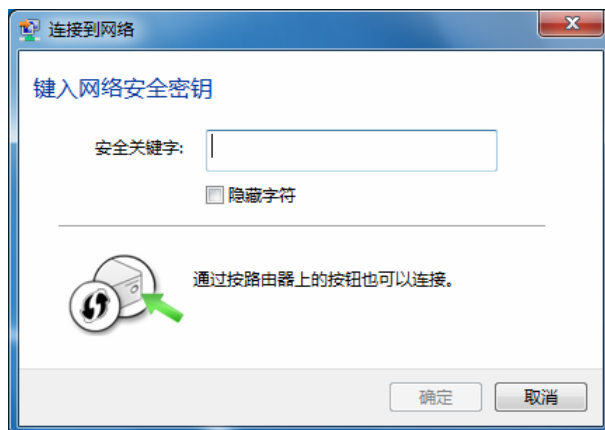 连接到网络
键入网络安全密钥
安全关键字:
隐藏字符
通过按路由器上的按钮也可以连接。
确定
取消